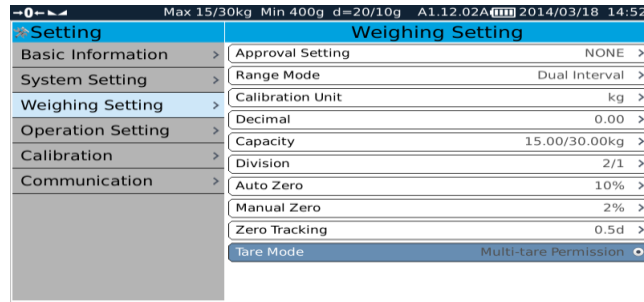 →0← Max 15/30kg Min 400g d=20/10g A1.12.02A 2014/03/18 14:52
Setting
Weighing Setting
Basic Information >
System Setting >
Weighing Setting >
Operation Setting >
Calibration >
Communication >
Approval Setting NONE >
Range Mode Dual Interval >
Calibration Unit kg >
Decimal 0.00 >
Capacity 15.00/30.00kg >
Division 2/1 >
Auto Zero 10% >
Manual Zero 2% >
Zero Tracking 0.5d >
Tare Mode Multi-tare Permission